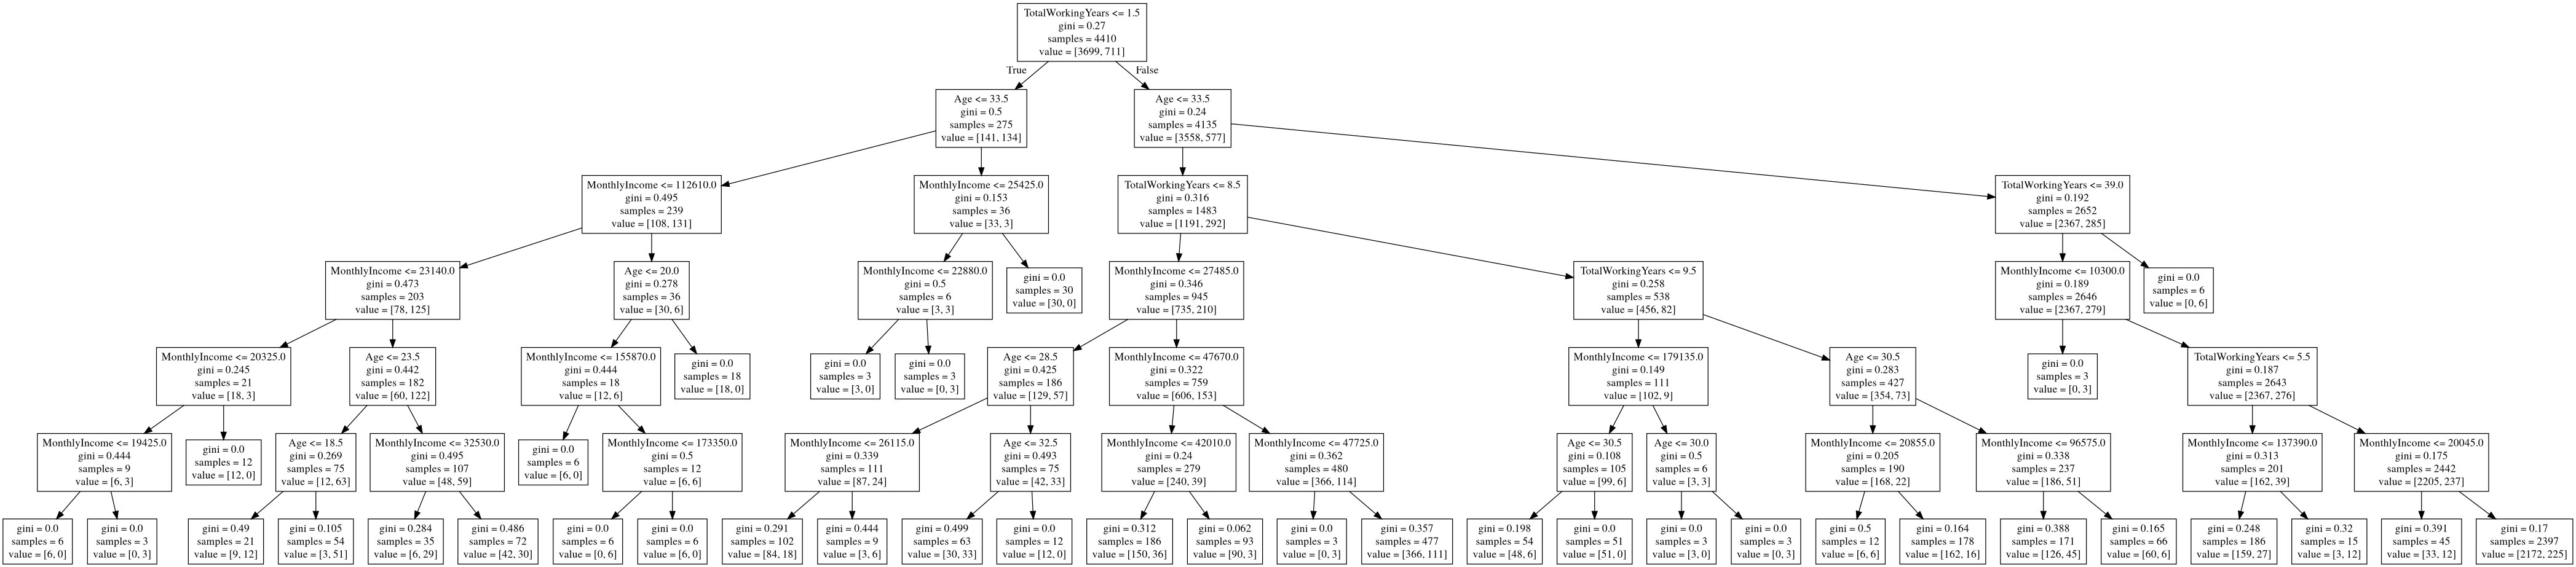 TotalWorkingYears <= 1.5
gini = 0.27
samples = 4410
value = [3699, 711]
True
False
Age <= 33.5
gini = 0.5
samples = 275
value = [141, 134]
Age <= 33.5
gini = 0.24
samples = 4135
value = [3558, 577]
MonthlyIncome <= 112610.0
gini = 0.495
samples = 239
value = [108, 131]
MonthlyIncome <= 25425.0
gini = 0.153
samples = 36
value = [33, 3]
TotalWorkingYears <= 8.5
gini = 0.316
samples = 1483
value = [1191, 292]
TotalWorkingYears <= 39.0
gini = 0.192
samples = 2652
value = [2367, 285]
MonthlyIncome <= 23140.0
gini = 0.473
samples = 203
value = [78, 125]
Age <= 20.0
gini = 0.278
samples = 36
value = [30, 6]
MonthlyIncome <= 22880.0
gini = 0.5
samples = 6
value = [3, 3]
gini = 0.0
samples = 30
value = [30, 0]
MonthlyIncome <= 27485.0
gini = 0.346
samples = 945
value = [735, 210]
TotalWorkingYears <= 9.5
gini = 0.258
samples = 538
value = [456, 82]
MonthlyIncome <= 10300.0
gini = 0.189
samples = 2646
value = [2367, 279]
gini = 0.0
samples = 6
value = [0, 6]
MonthlyIncome <= 20325.0
gini = 0.245
samples = 21
value = [18, 3]
Age <= 23.5
gini = 0.442
samples = 182
value = [60, 122]
MonthlyIncome <= 155870.0
gini = 0.444
samples = 18
value = [12, 6]
gini = 0.0
samples = 18
value = [18, 0]
gini = 0.0
samples = 3
value = [3, 0]
gini = 0.0
samples = 3
value = [0, 3]
Age <= 28.5
gini = 0.425
samples = 186
value = [129, 57]
MonthlyIncome <= 47670.0
gini = 0.322
samples = 759
value = [606, 153]
MonthlyIncome <= 179135.0
gini = 0.149
samples = 111
value = [102, 9]
Age <= 30.5
gini = 0.283
samples = 427
value = [354, 73]
gini = 0.0
samples = 3
value = [0, 3]
TotalWorkingYears <= 5.5
gini = 0.187
samples = 2643
value = [2367, 276]
MonthlyIncome <= 19425.0
gini = 0.444
samples = 9
value = [6, 3]
gini = 0.0
samples = 12
value = [12, 0]
Age <= 18.5
gini = 0.269
samples = 75
value = [12, 63]
MonthlyIncome <= 32530.0
gini = 0.495
samples = 107
value = [48, 59]
gini = 0.0
samples = 6
value = [6, 0]
MonthlyIncome <= 173350.0
gini = 0.5
samples = 12
value = [6, 6]
MonthlyIncome <= 26115.0
gini = 0.339
samples = 111
value = [87, 24]
Age <= 32.5
gini = 0.493
samples = 75
value = [42, 33]
MonthlyIncome <= 42010.0
gini = 0.24
samples = 279
value = [240, 39]
MonthlyIncome <= 47725.0
gini = 0.362
samples = 480
value = [366, 114]
Age <= 30.5
gini = 0.108
samples = 105
value = [99, 6]
Age <= 30.0
gini = 0.5
samples = 6
value = [3, 3]
MonthlyIncome <= 20855.0
gini = 0.205
samples = 190
value = [168, 22]
MonthlyIncome <= 96575.0
gini = 0.338
samples = 237
value = [186, 51]
MonthlyIncome <= 137390.0
gini = 0.313
samples = 201
value = [162, 39]
MonthlyIncome <= 20045.0
gini = 0.175
samples = 2442
value = [2205, 237]
gini = 0.0
samples = 6
value = [6, 0]
gini = 0.0
samples = 3
value = [0, 3]
gini = 0.49
samples = 21
value = [9, 12]
gini = 0.105
samples = 54
value = [3, 51]
gini = 0.284
samples = 35
value = [6, 29]
gini = 0.486
samples = 72
value = [42, 30]
gini = 0.0
samples = 6
value = [0, 6]
gini = 0.0
samples = 6
value = [6, 0]
gini = 0.291
samples = 102
value = [84, 18]
gini = 0.444
samples = 9
value = [3, 6]
gini = 0.499
samples = 63
value = [30, 33]
gini = 0.0
samples = 12
value = [12, 0]
gini = 0.312
samples = 186
value = [150, 36]
gini = 0.062
samples = 93
value = [90, 3]
gini = 0.0
samples = 3
value = [0, 3]
gini = 0.357
samples = 477
value = [366, 111]
gini = 0.198
samples = 54
value = [48, 6]
gini = 0.0
samples = 51
value = [51, 0]
gini = 0.0
samples = 3
value = [3, 0]
gini = 0.0
samples = 3
value = [0, 3]
gini = 0.5
samples = 12
value = [6, 6]
gini = 0.164
samples = 178
value = [162, 16]
gini = 0.388
samples = 171
value = [126, 45]
gini = 0.165
samples = 66
value = [60, 6]
gini = 0.248
samples = 186
value = [159, 27]
gini = 0.32
samples = 15
value = [3, 12]
gini = 0.391
samples = 45
value = [33, 12]
gini = 0.17
samples = 2397
value = [2172, 225]